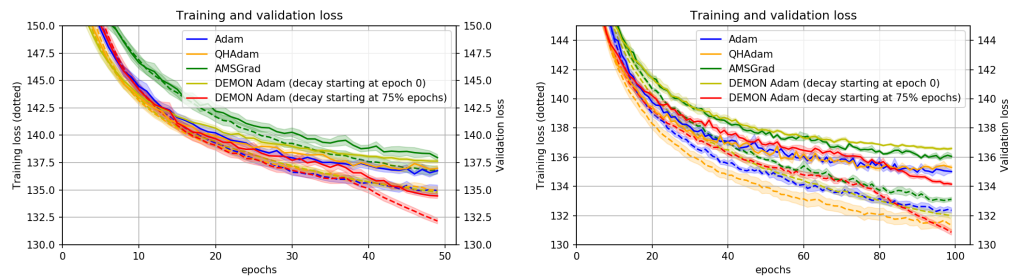 Training and validation loss
150.0
147.5
145.0
142.5
140.0
137.5
135.0
132.5
130.0
Training loss (dotted)
Adam
QHAdam
AMSGrad
DEMON Adam (decay starting at epoch 0)
DEMON Adam (decay starting at 75% epochs)
150.0
147.5
145.0
142.5
140.0
137.5
135.0
132.5
130.0
Validation loss
0 10 20 30 40 50
epochs
Training and validation loss
144
142
140
138
136
134
132
130
Training loss (dotted)
Adam
QHAdam
AMSGrad
DEMON Adam (decay starting at epoch 0)
DEMON Adam (decay starting at 75% epochs)
144
142
140
138
136
134
132
130
Validation loss
0 20 40 60 80 100
epochs